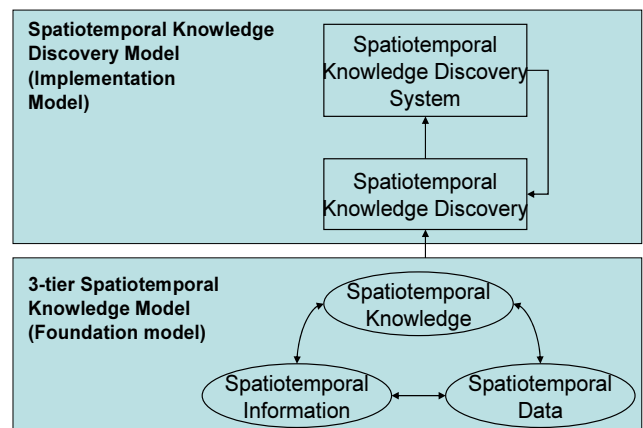 Spatiotemporal Knowledge
Discovery Model
(Implementation
Model)
Spatiotemporal
Knowledge Discovery
System
Spatiotemporal
Knowledge Discovery
3-tier Spatiotemporal
Knowledge Model
(Foundation model)
Spatiotemporal
Knowledge
Spatiotemporal
Information
Spatiotemporal
Data